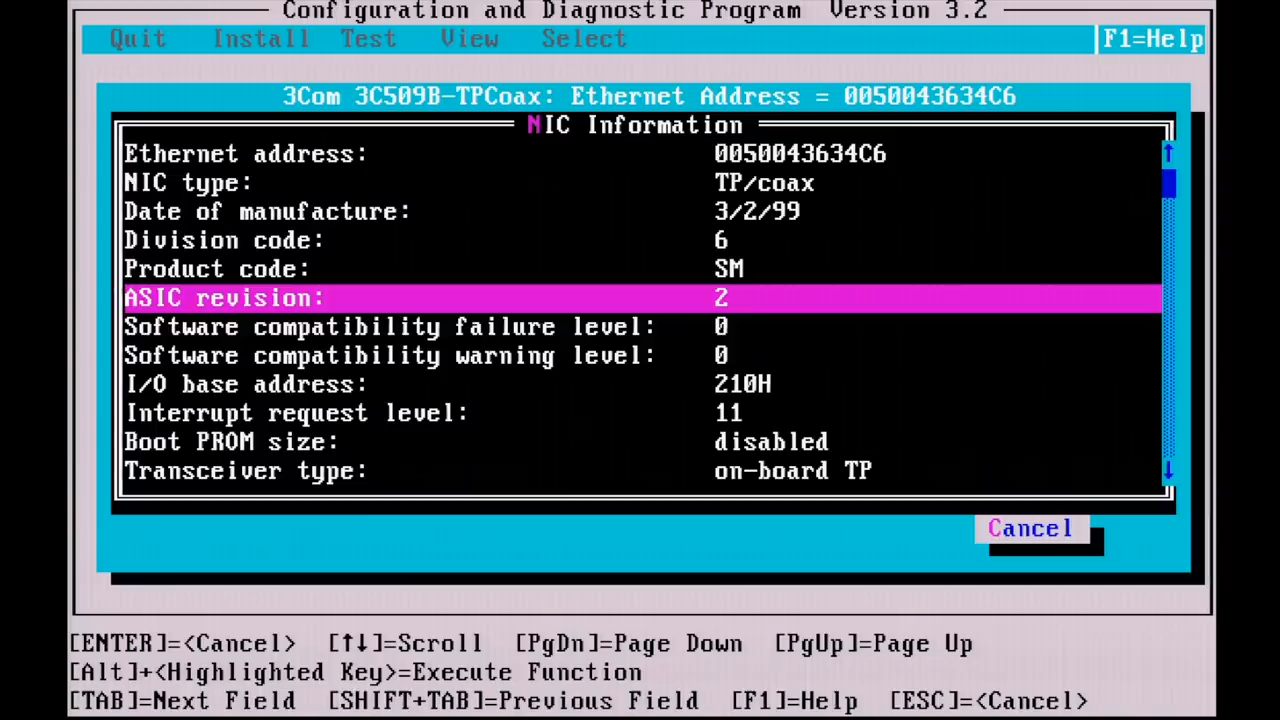 Configuration and Diagnostic Program Version 3.2
Quit Install Test View Select F1=Help
3Com 3C509B-TPCoax: Ethernet Address = 0050043634C6
NIC Information
Ethernet address: 0050043634C6
NIC type: TP/coax
Date of manufacture: 3/2/99
Division code: 6
Product code: SM
ASIC revision: 2
Software compatibility failure level: 0
Software compatibility warning level: 0
I/O base address: 210H
Interrupt request level: 11
Boot PROM size: disabled
Transceiver type: on-board TP
Cancel
[ENTER]=<Cancel> [↑↓]=Scroll [PgDn]=Page Down [PgUp]=Page Up
[Alt]+<Highlighted Key>=Execute Function
[TAB]=Next Field [SHIFT+TAB]=Previous Field [F1]=Help [ESC]=<Cancel>